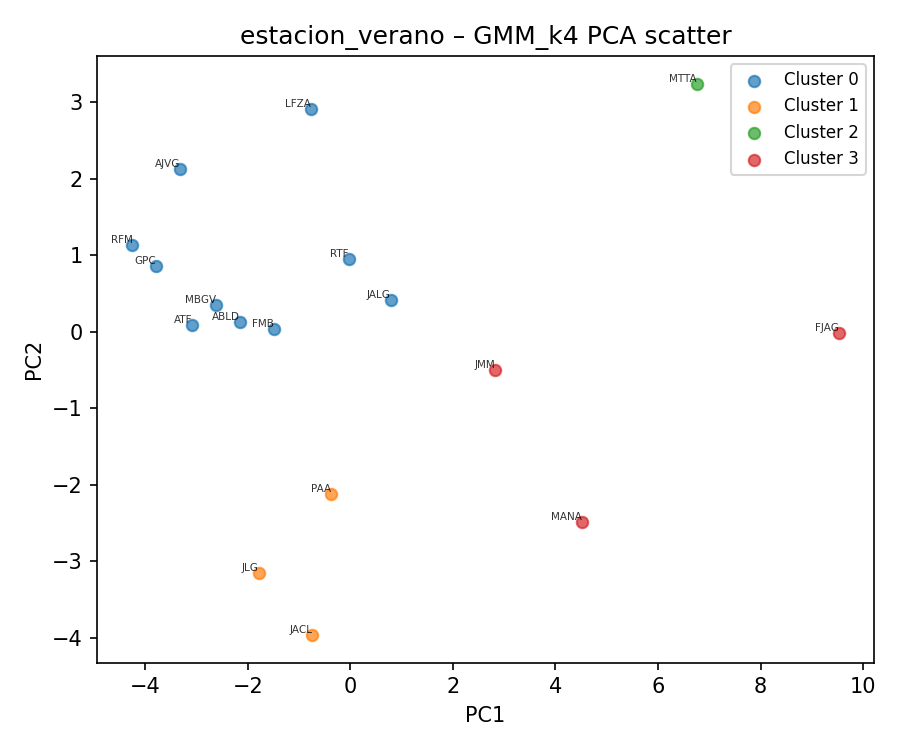 estacion_verano – GMM_k4 PCA scatter
MTTA
Cluster 0
Cluster 1
Cluster 2
Cluster 3
LFZA
AJVG
RFM
GPC
RTF
MBGV
JALG
ATF
ABLD
FMB
FJAG
JMM
PAA
MANA
JLG
JACL
3
2
1
0
−1
−2
−3
−4
PC2
−4
−2
0
2
4
6
8
10
PC1